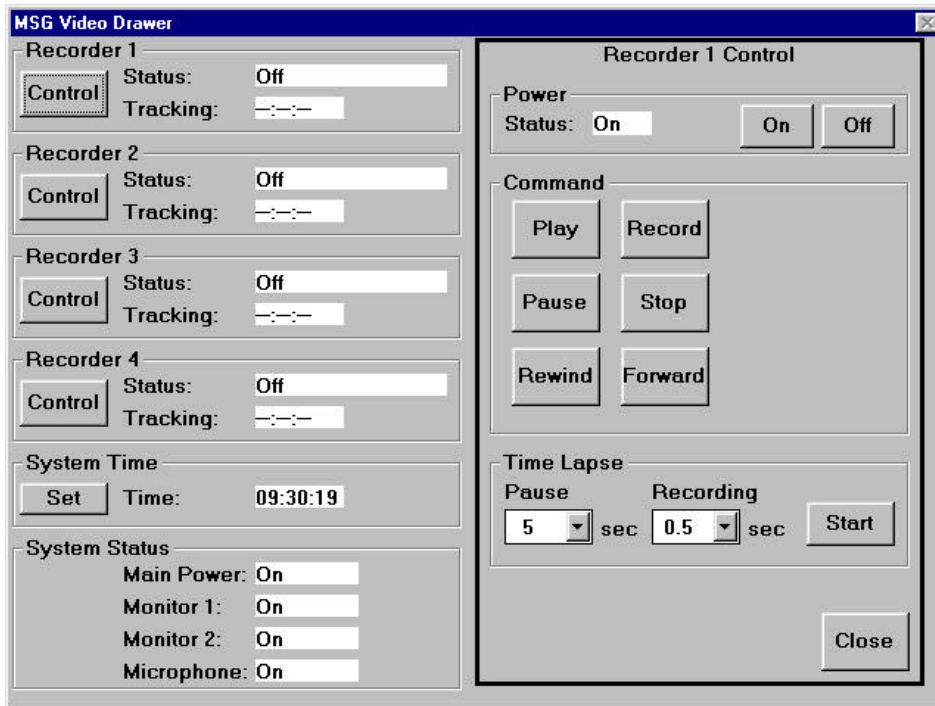 MSG Video Drawer
Recorder 1
Control
Status: Off
Tracking: –:–:–
Recorder 2
Control
Status: Off
Tracking: –:–:–
Recorder 3
Control
Status: Off
Tracking: –:–:–
Recorder 4
Control
Status: Off
Tracking: –:–:–
System Time
Set Time: 09:30:19
System Status
Main Power: On
Monitor 1: On
Monitor 2: On
Microphone: On
Recorder 1 Control
Power
Status: On On Off
Command
Play Record
Pause Stop
Rewind Forward
Time Lapse
Pause Recording
5 sec 0.5 sec Start
Close